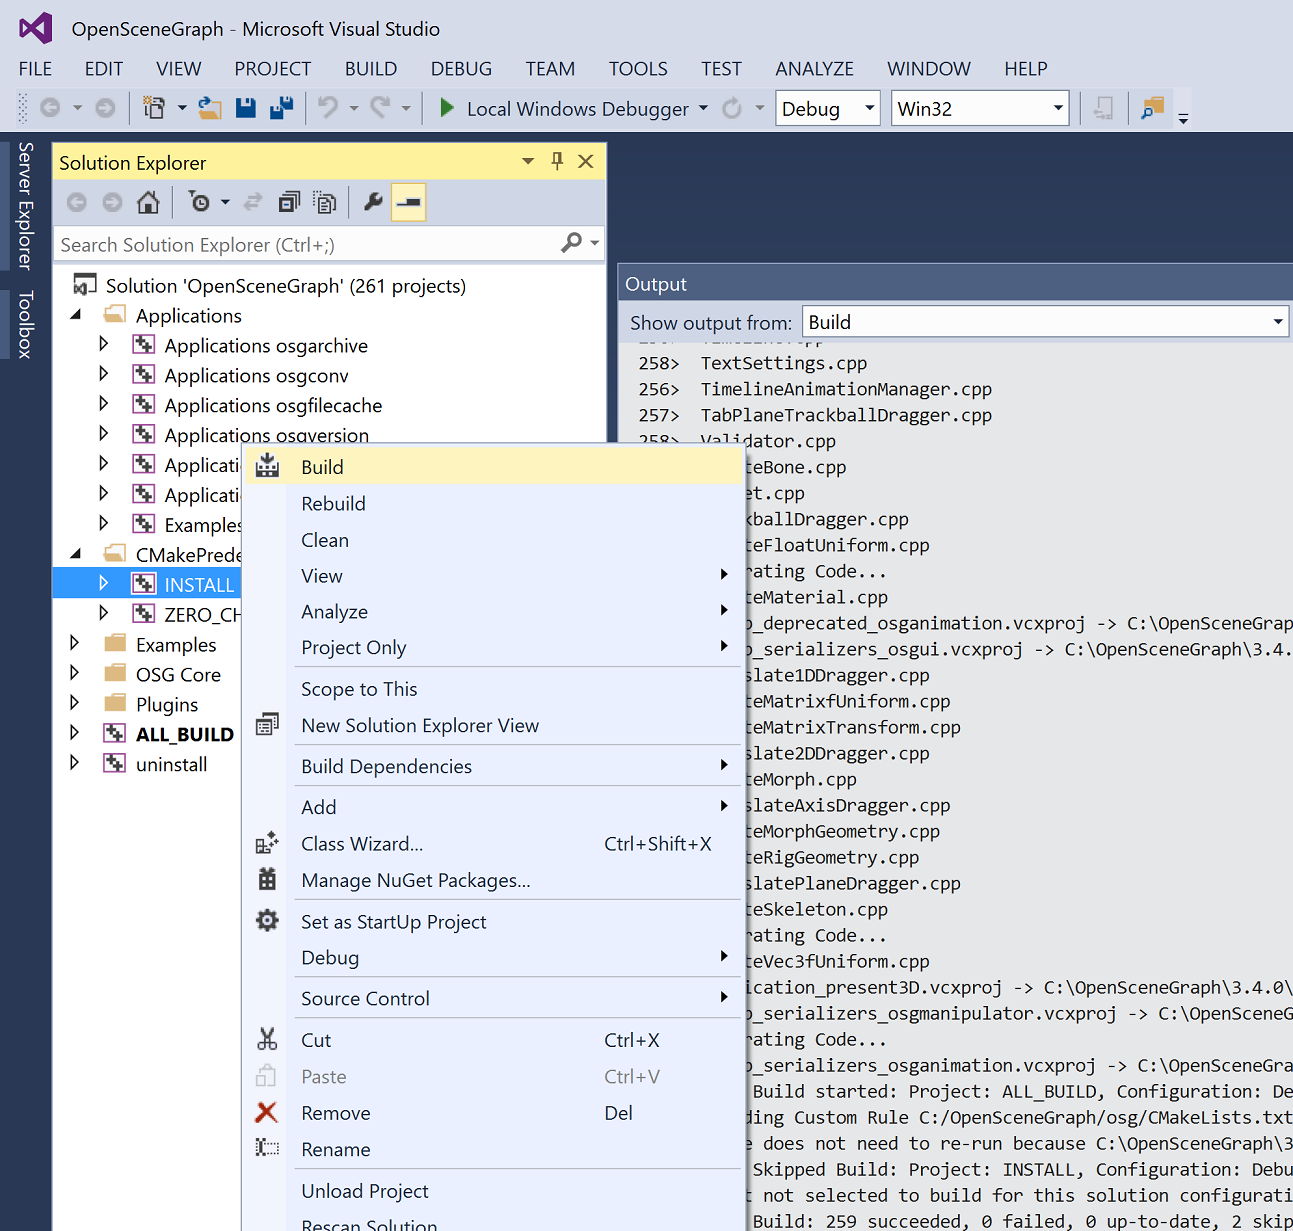 OpenSceneGraph - Microsoft Visual Studio
FILE EDIT VIEW PROJECT BUILD DEBUG TEAM TOOLS TEST ANALYZE WINDOW HELP
Local Windows Debugger Debug Win32
Server Explorer
Toolbox
Solution Explorer
Search Solution Explorer (Ctrl+;)
Solution 'OpenSceneGraph' (261 projects)
Applications
Applications osgarchive
Applications osgconv
Applications osgfilecache
Applications osgversion
Applicati
Applicati
Examples
CMakePrede
INSTALL
ZERO_CH
Examples
OSG Core
Plugins
ALL_BUILD
uninstall
Build
Rebuild
Clean
View
Analyze
Project Only
Scope to This
New Solution Explorer View
Build Dependencies
Add
Class Wizard... Ctrl+Shift+X
Manage NuGet Packages...
Set as StartUp Project
Debug
Source Control
Cut Ctrl+X
Paste Ctrl+V
Remove Del
Rename
Unload Project
Rescan Solution
Output
Show output from: Build
258> TextSettings.cpp
256> TimelineAnimationManager.cpp
257> TabPlaneTrackballDragger.cpp
258> Validator.cpp
teBone.cpp
et.cpp
kballDragger.cpp
teFloatUniform.cpp
rating Code...
teMaterial.cpp
p_deprecated_osganimation.vcxproj -> C:\OpenSceneGrap
p_serializers_osgui.vcxproj -> C:\OpenSceneGraph\3.4.
slate1DDragger.cpp
teMatrixfUniform.cpp
teMatrixTransform.cpp
slate2DDragger.cpp
teMorph.cpp
slateAxisDragger.cpp
teMorphGeometry.cpp
teRigGeometry.cpp
slatePlaneDragger.cpp
teSkeleton.cpp
rating Code...
teVec3fUniform.cpp
ication_present3D.vcxproj -> C:\OpenSceneGraph\3.4.0\
p_serializers_osgmanipulator.vcxproj -> C:\OpenSceneG
rating Code...
p_serializers_osganimation.vcxproj -> C:\OpenSceneGra
Build started: Project: ALL_BUILD, Configuration: De
ding Custom Rule C:/OpenSceneGraph/osg/CMakeLists.txt
e does not need to re-run because C:\OpenSceneGraph\3
Skipped Build: Project: INSTALL, Configuration: Debu
t not selected to build for this solution configurati
Build: 259 succeeded, 0 failed, 0 up-to-date, 2 skip